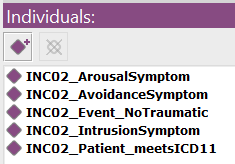 Individuals:
INC02_ArousalSymptom
INC02_AvoidanceSymptom
INC02_Event_NoTraumatic
INC02_IntrusionSymptom
INC02_Patient_meetsICD11